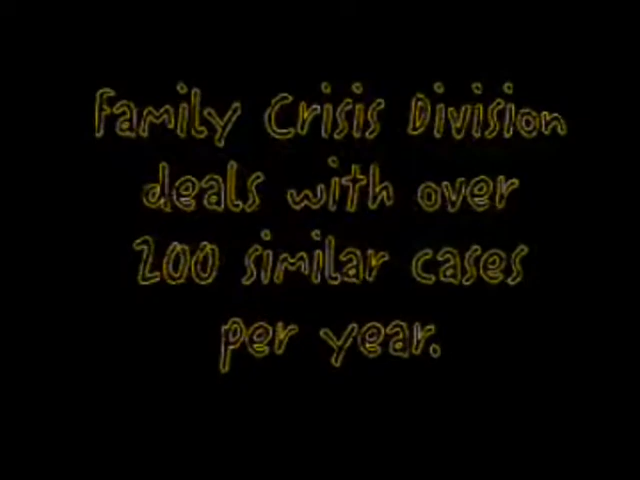 Family Crisis Division
deals with over
200 similar cases
per year.